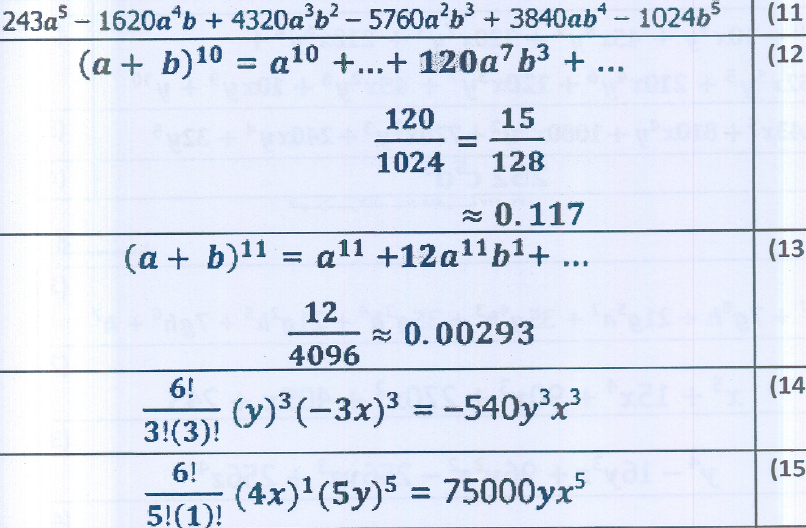 243a⁵ − 1620a⁴b + 4320a³b² − 5760a²b³ + 3840ab⁴ − 1024b⁵ (11
(a + b)¹⁰ = a¹⁰ +...+ 120a⁷b³ + ... (12
120/1024 = 15/128
≈ 0.117
(a + b)¹¹ = a¹¹ +12a¹¹b¹+ ... (13
12/4096 ≈ 0.00293
6!/3!(3)! (y)³(−3x)³ = −540y³x³ (14
6!/5!(1)! (4x)¹(5y)⁵ = 75000yx⁵ (15